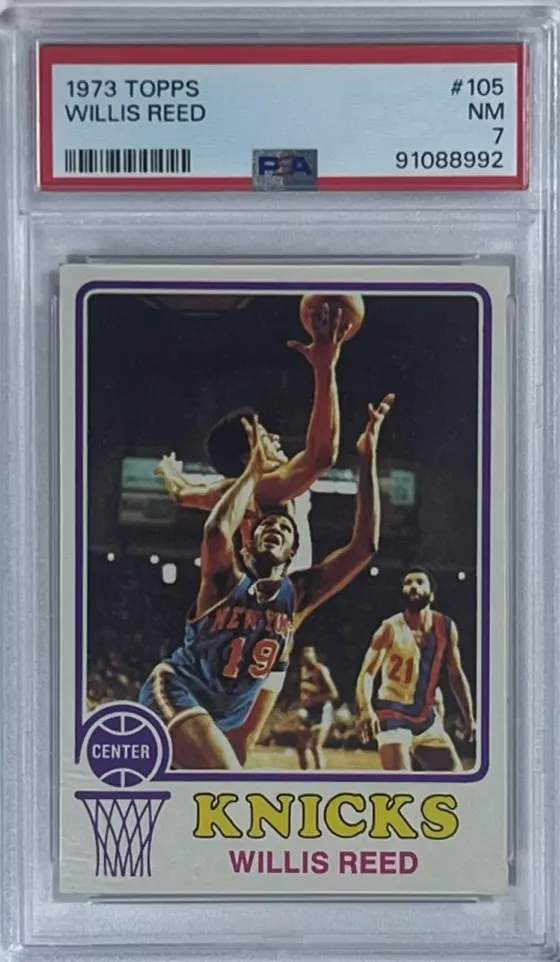 1973 TOPPS #105
WILLIS REED NM
7
PSA 91088992
NEW YORK
19
21
CENTER
KNICKS
WILLIS REED